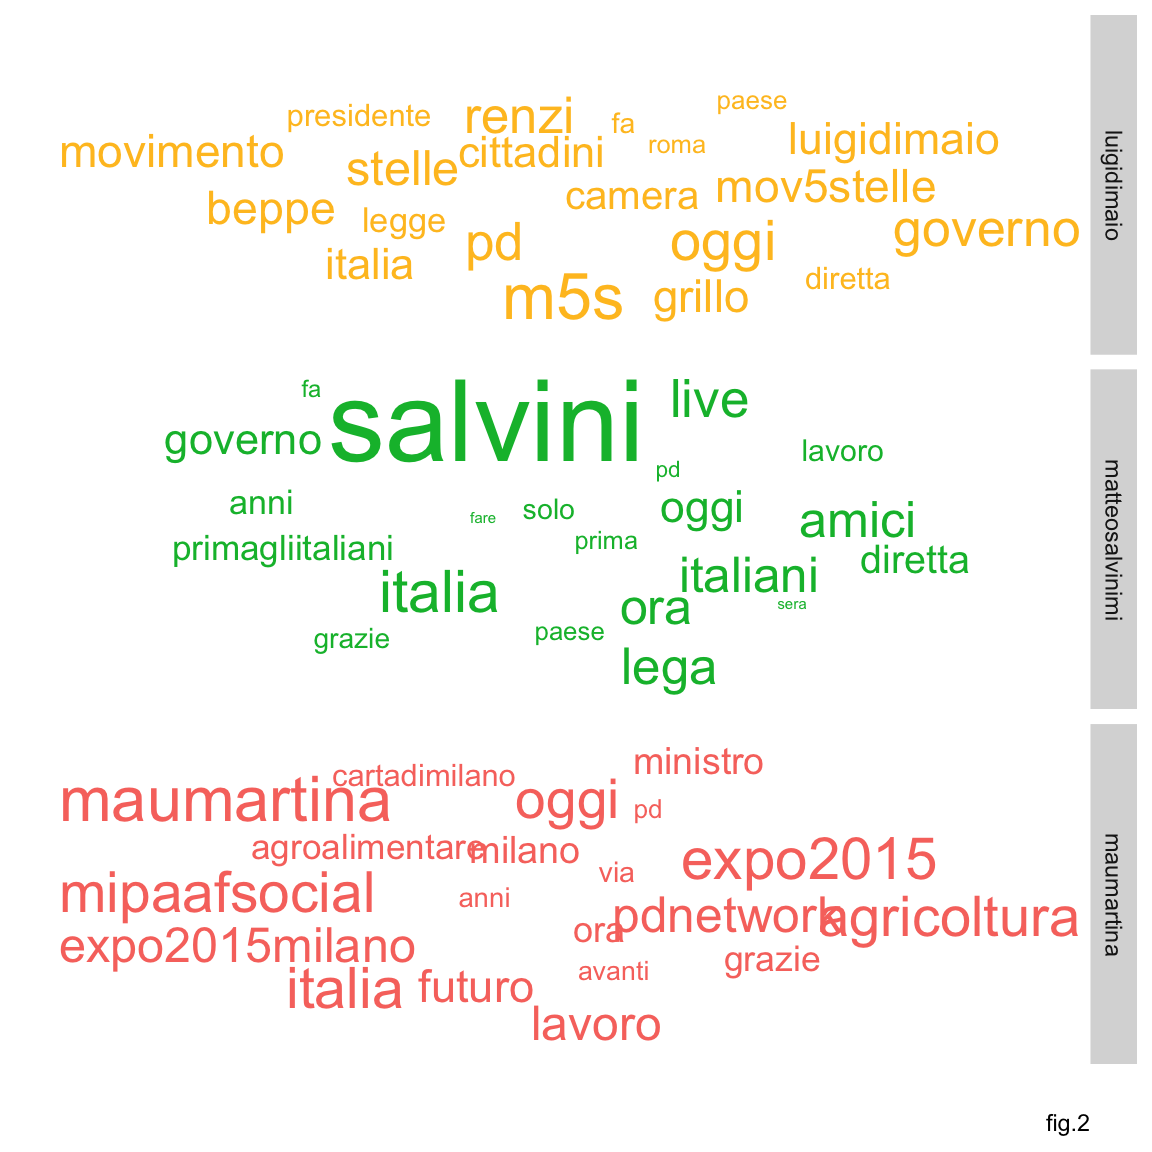 paese
presidente
renzi
fa
luigidimaio
movimento
cittadini
roma
stelle
camera
mov5stelle
beppe
legge
governo
pd
oggi
italia
diretta
m5s
grillo
luigidimaio
fa
salvini
live
governo
lavoro
pd
anni
solo
oggi
amici
fare
primagliitaliani
prima
italiani
diretta
italia
ora
sera
grazie
paese
lega
matteosalvinimi
ministro
cartadimilano
maumartina
oggi
pd
agroalimentare
milano
expo2015
via
mipaafsocial
anni
pdnetwork
agricoltura
ora
expo2015milano
grazie
avanti
italia
futuro
lavoro
maumartina
fig.2